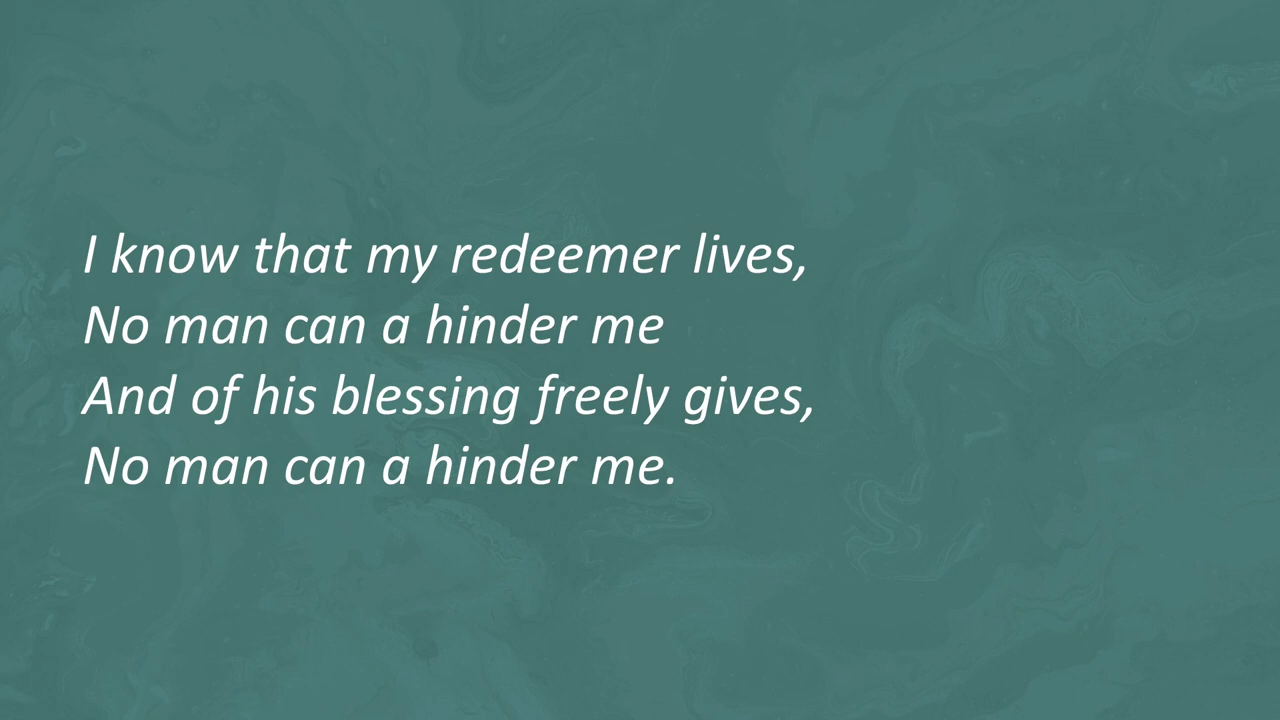 I know that my redeemer lives,
No man can a hinder me
And of his blessing freely gives,
No man can a hinder me.